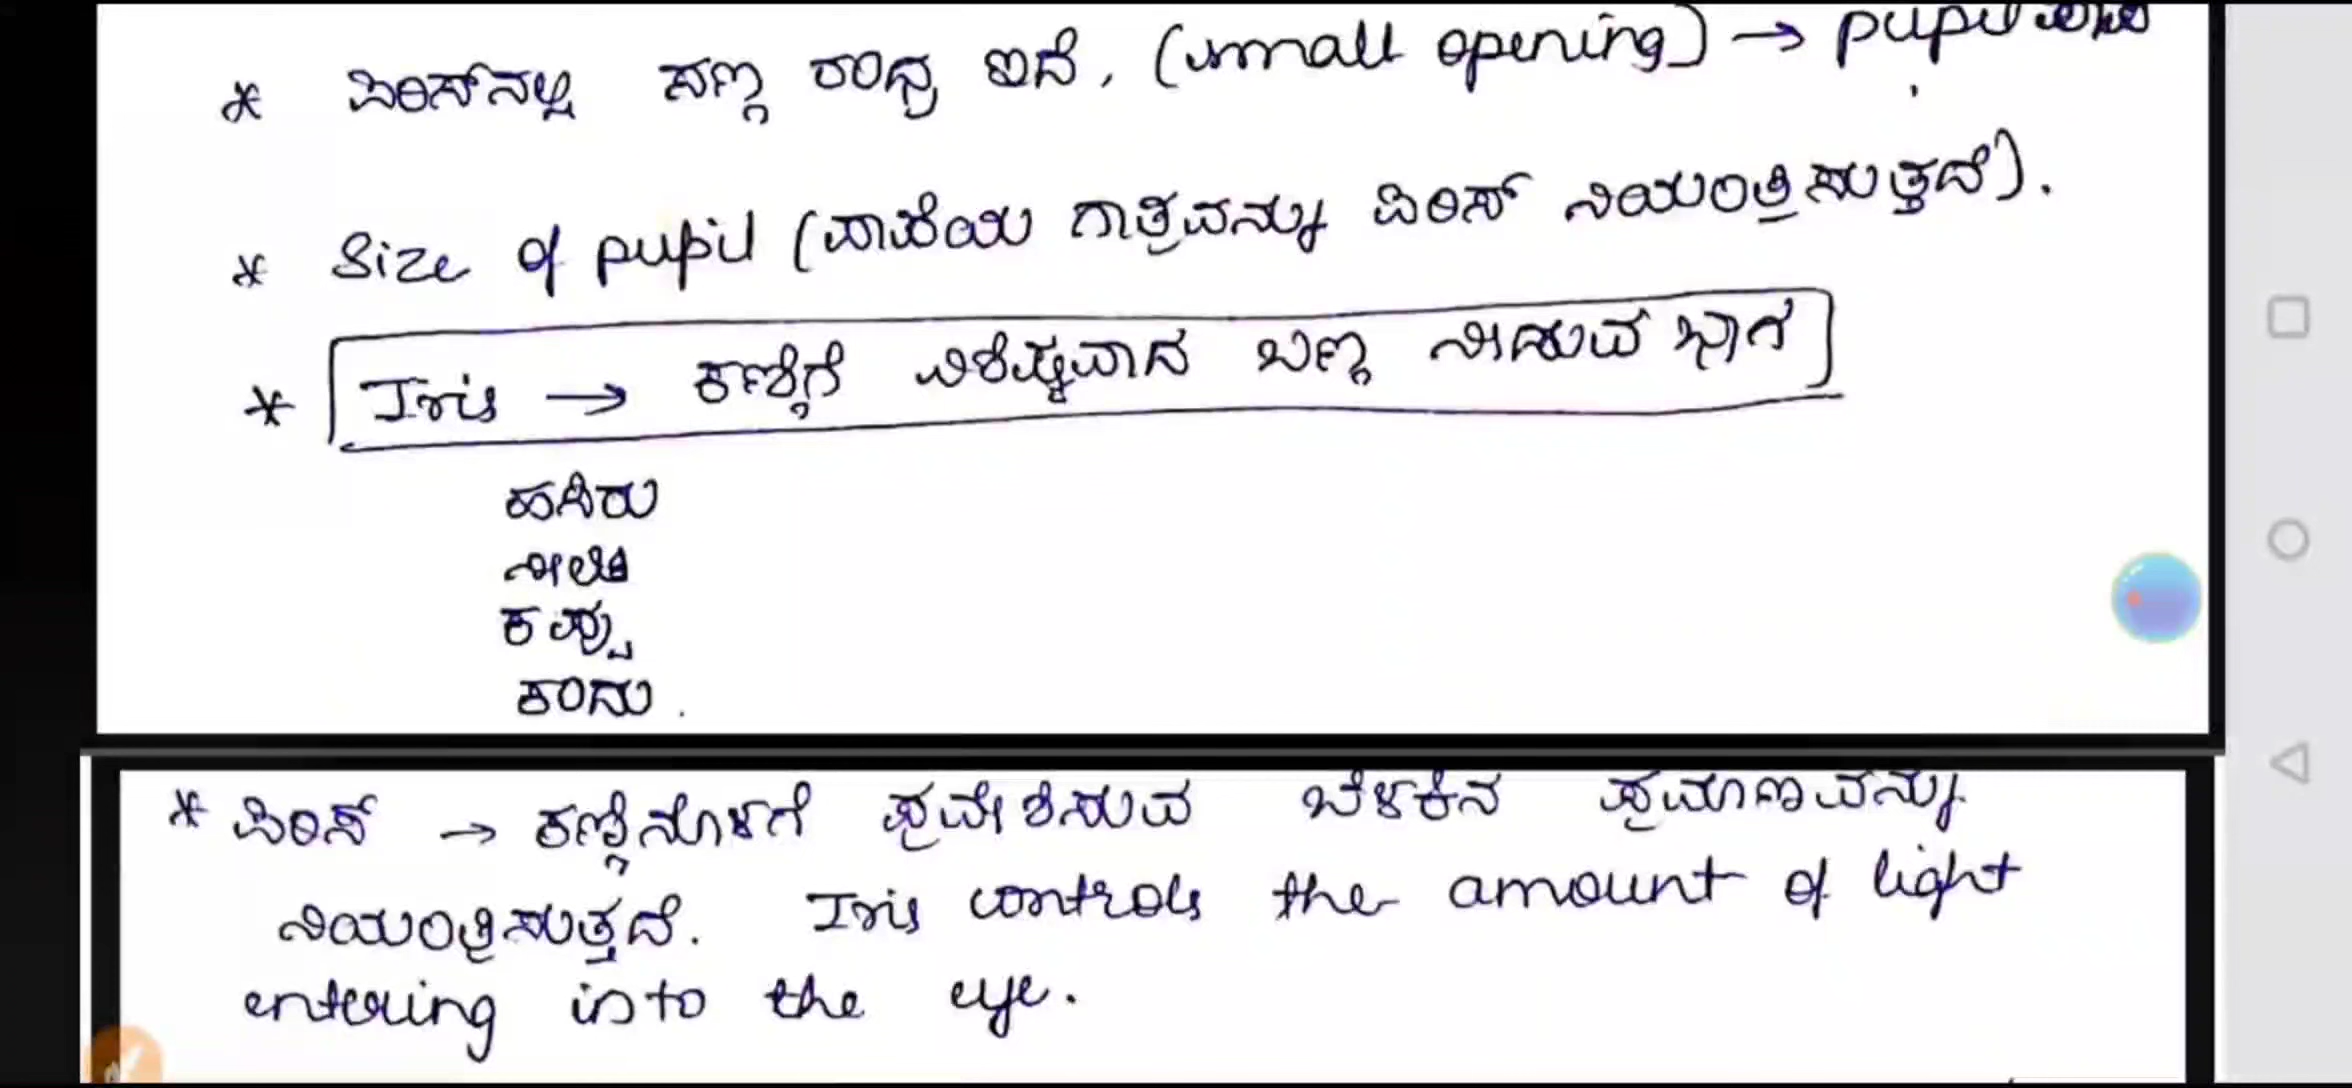 * ಐರಿಸ್‌ನಲ್ಲಿ ಸಣ್ಣ ರಂಧ್ರ ಇದೆ, (small opening) → pupil
* Size of pupil (ಪಾಪೆಯ ಗಾತ್ರವನ್ನು ಐರಿಸ್ ನಿಯಂತ್ರಿಸುತ್ತದೆ).
* Iris → ಕಣ್ಣಿಗೆ ವಿಶಿಷ್ಟವಾದ ಬಣ್ಣ ನೀಡುವ ಭಾಗ
ಹಸಿರು
ನೀಲಿ
ಕಪ್ಪು
ಕಂದು.
* ಐರಿಸ್ → ಕಣ್ಣಿನೊಳಗೆ ಪ್ರವೇಶಿಸುವ ಬೆಳಕಿನ ಪ್ರಮಾಣವನ್ನು
ನಿಯಂತ್ರಿಸುತ್ತದೆ. Iris controls the amount of light
entering into the eye.